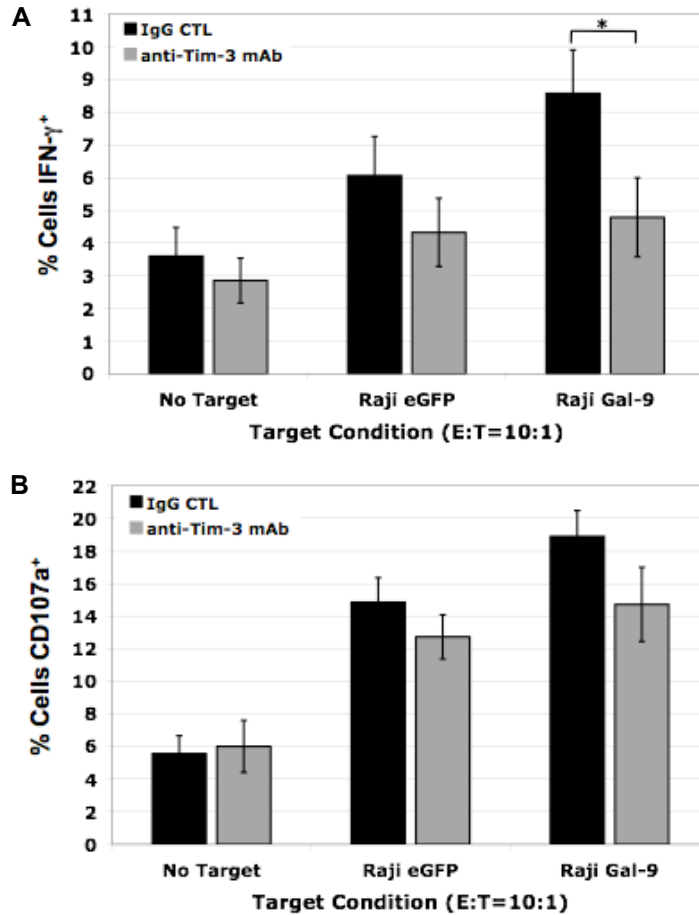 A
% Cells IFN-γ⁺
11
10
9
8
7
6
5
4
3
2
1
0
IgG CTL
anti-Tim-3 mAb
*
No Target
Raji eGFP
Raji Gal-9
Target Condition (E:T=10:1)
B
% Cells CD107a⁺
22
20
18
16
14
12
10
8
6
4
2
0
IgG CTL
anti-Tim-3 mAb
No Target
Raji eGFP
Raji Gal-9
Target Condition (E:T=10:1)